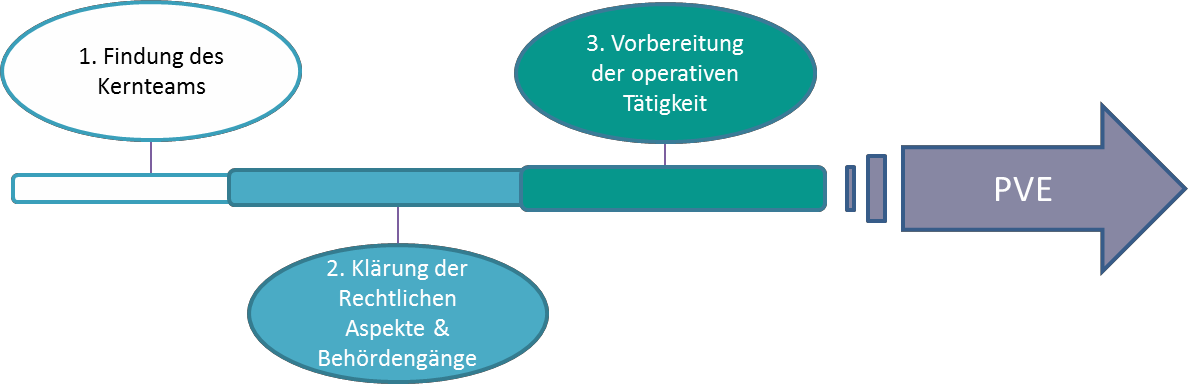 1. Findung des
Kernteams
2. Klärung der
Rechtlichen
Aspekte &
Behördengänge
3. Vorbereitung
der operativen
Tätigkeit
PVE